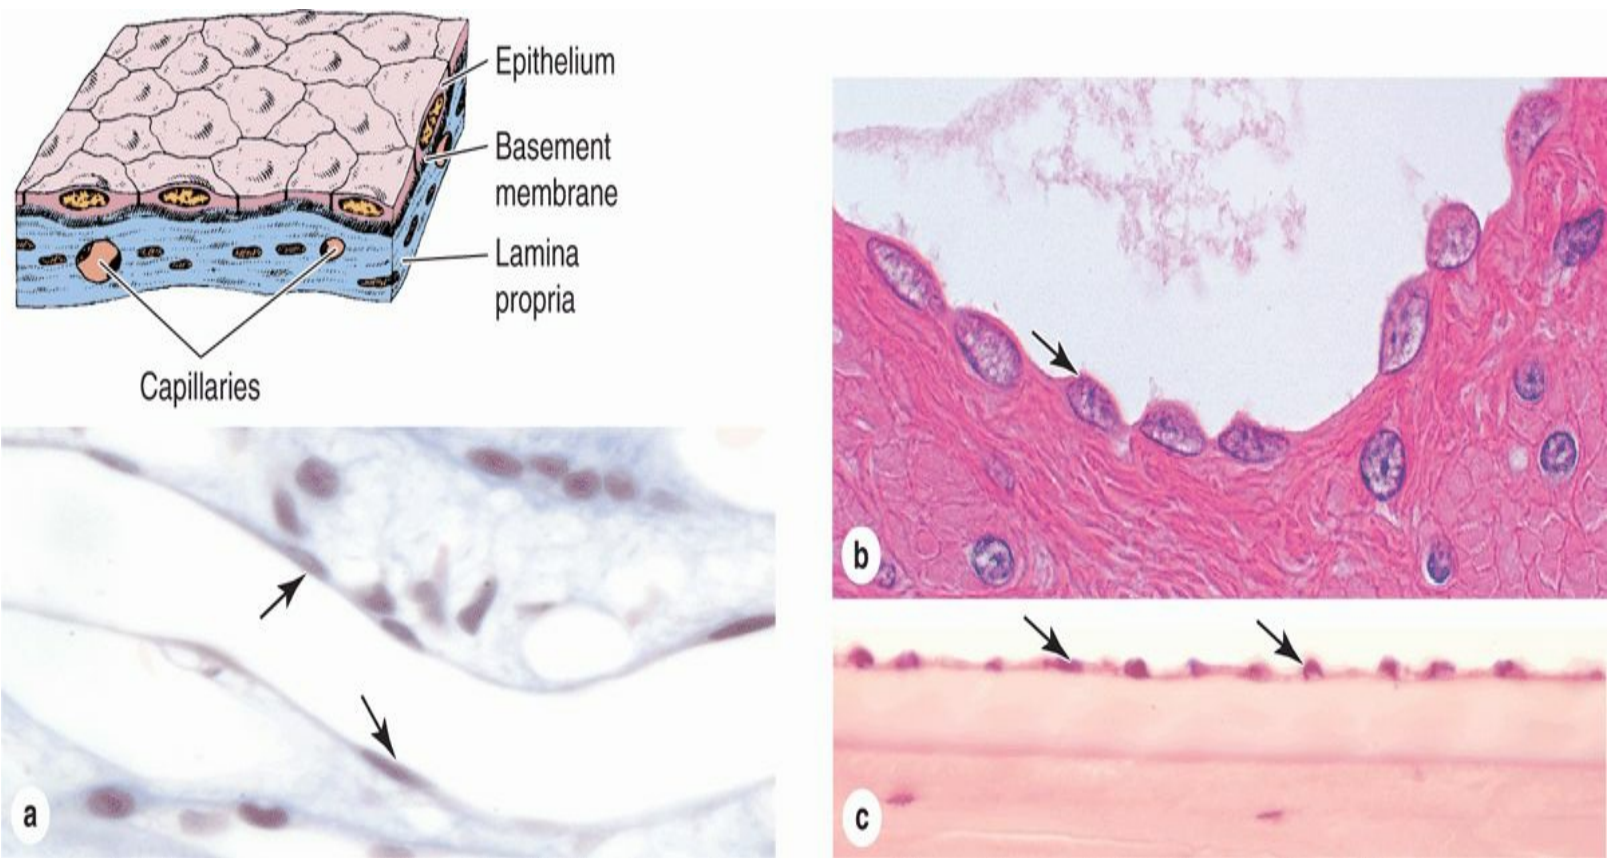 Epithelium
Basement
membrane
Lamina
propria
Capillaries
a
b
c